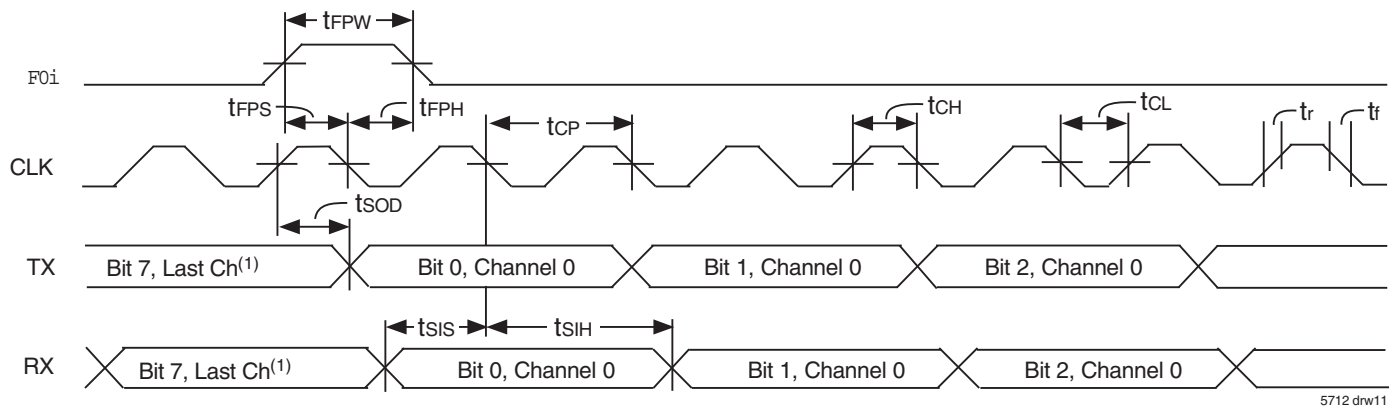 tFPW
F0i
tFPS
tFPH
tCP
tCH
tCL
tr
tf
CLK
tSOD
TX
Bit 7, Last Ch(1)
Bit 0, Channel 0
Bit 1, Channel 0
Bit 2, Channel 0
tSIS
tSIH
RX
Bit 7, Last Ch(1)
Bit 0, Channel 0
Bit 1, Channel 0
Bit 2, Channel 0
5712 drw11